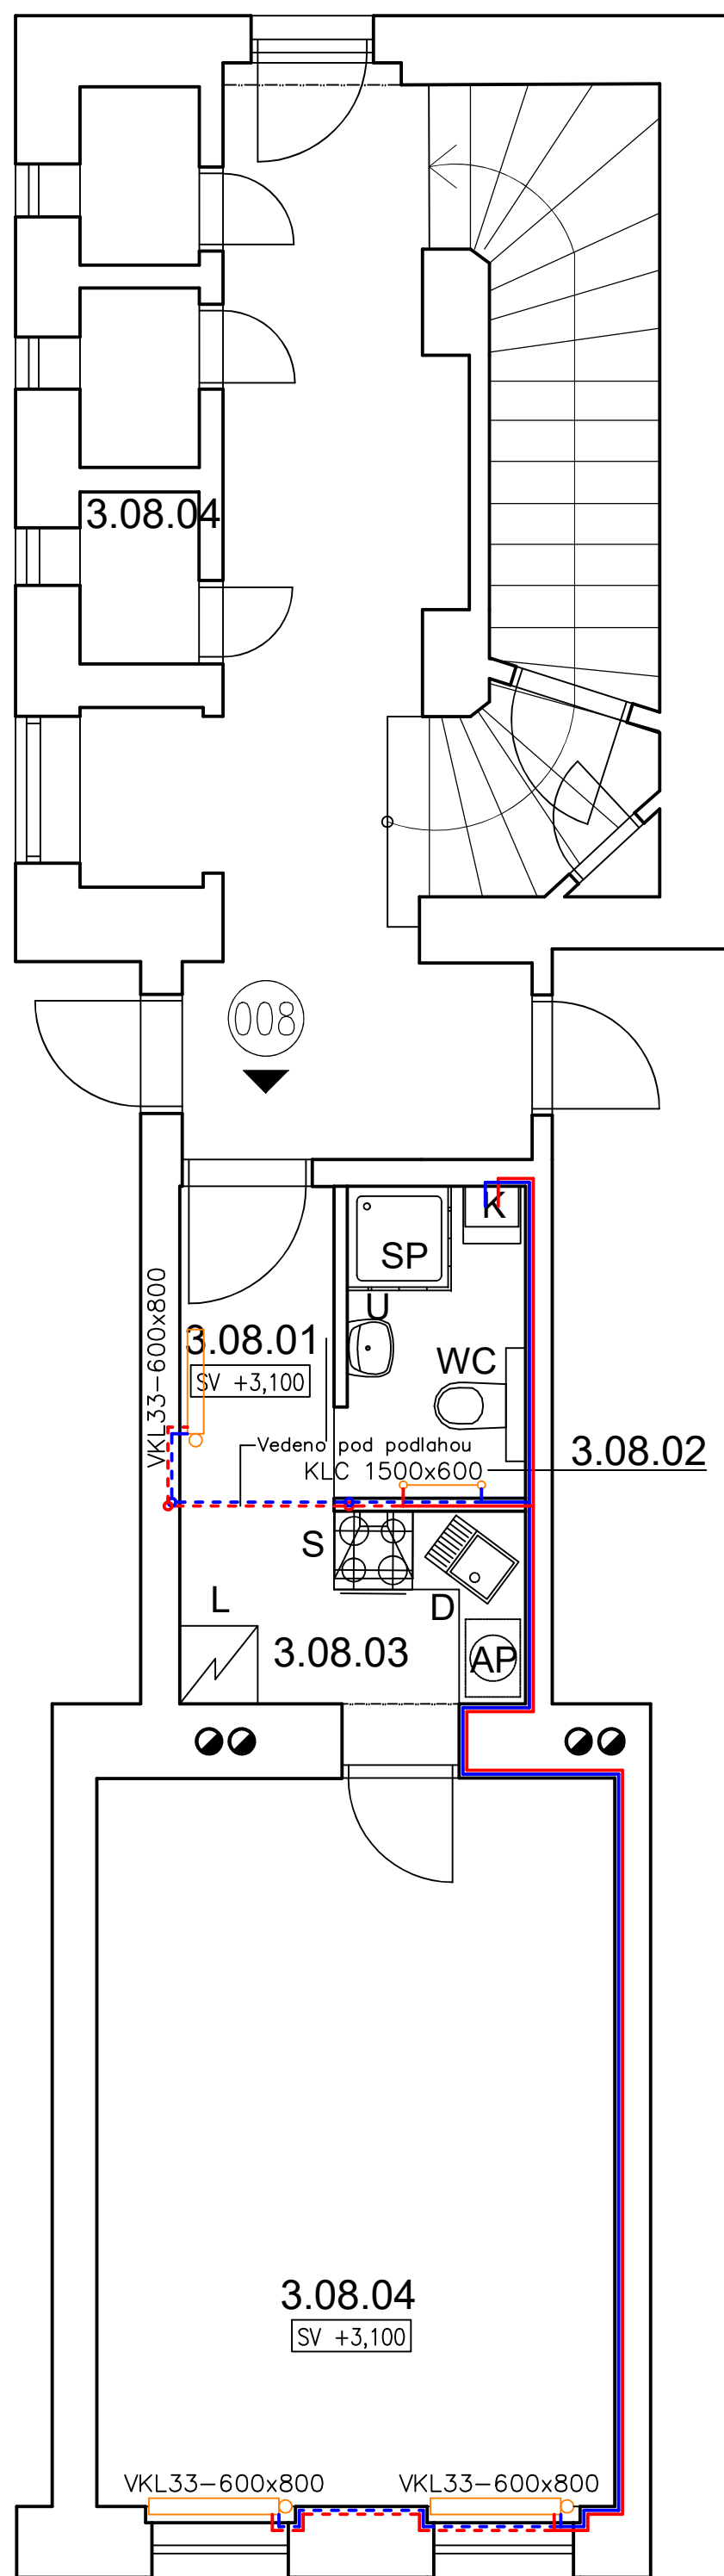 3.08.04
008
K
SP
U
VKL33-600x800
3.08.01
SV +3,100
WC
Vedeno pod podlahou
KLC 1500x600
3.08.02
S
L
D
3.08.03
AP
3.08.04
SV +3,100
VKL33-600x800
VKL33-600x800